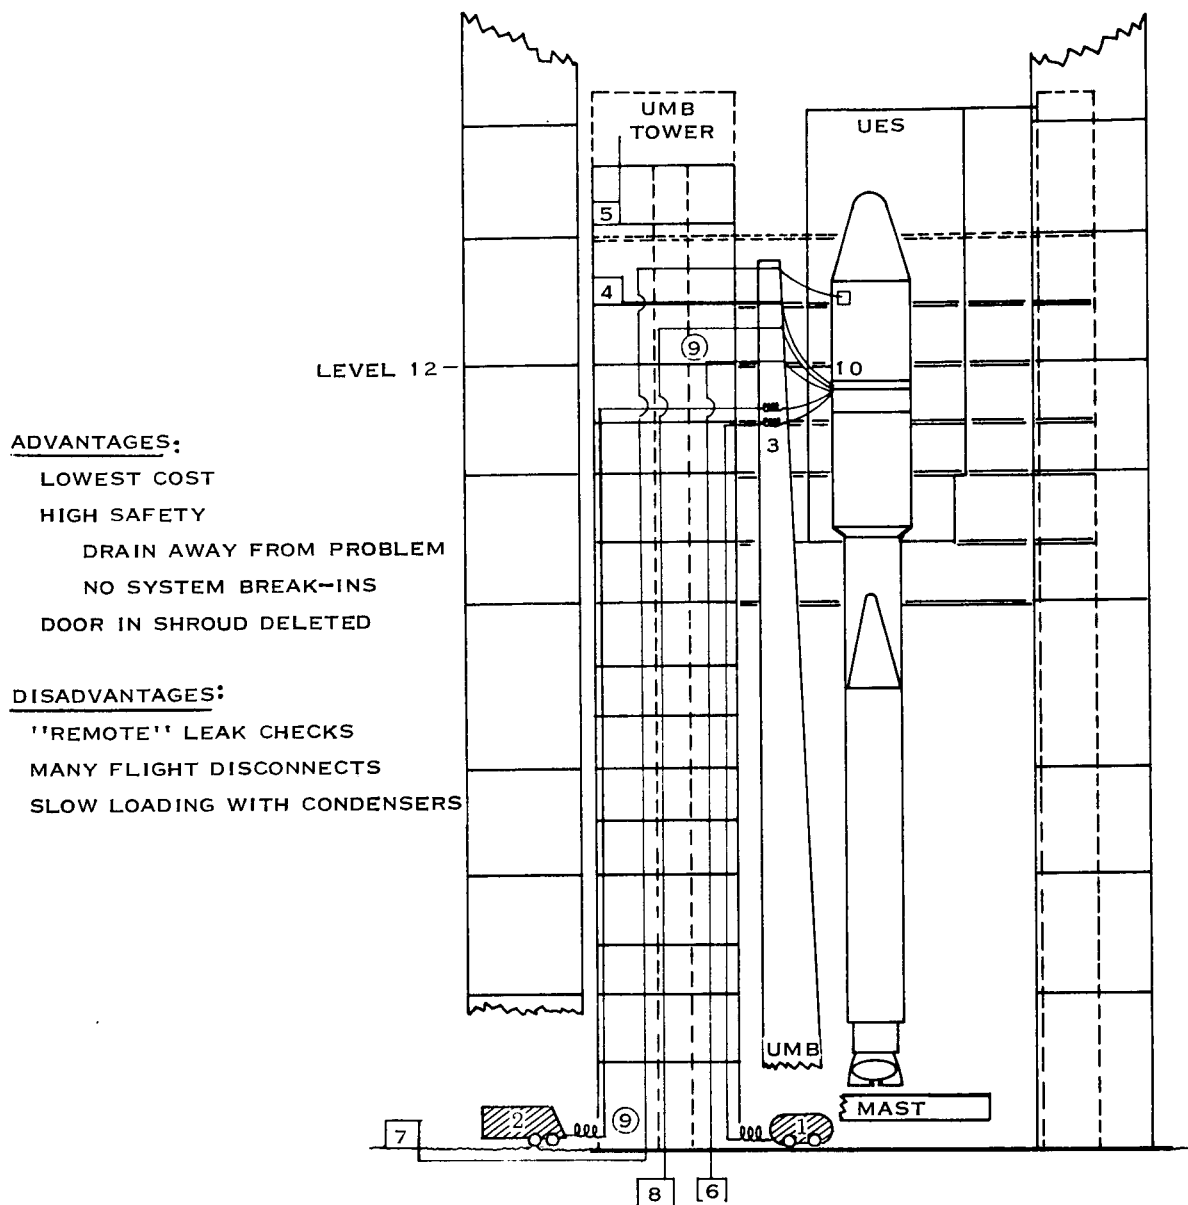 UMB
TOWER
UES
5
4
9
LEVEL 12
10
3
ADVANTAGES:
LOWEST COST
HIGH SAFETY
DRAIN AWAY FROM PROBLEM
NO SYSTEM BREAK-INS
DOOR IN SHROUD DELETED
DISADVANTAGES:
"REMOTE" LEAK CHECKS
MANY FLIGHT DISCONNECTS
SLOW LOADING WITH CONDENSERS
UMB
MAST
2
9
1
7
8
6